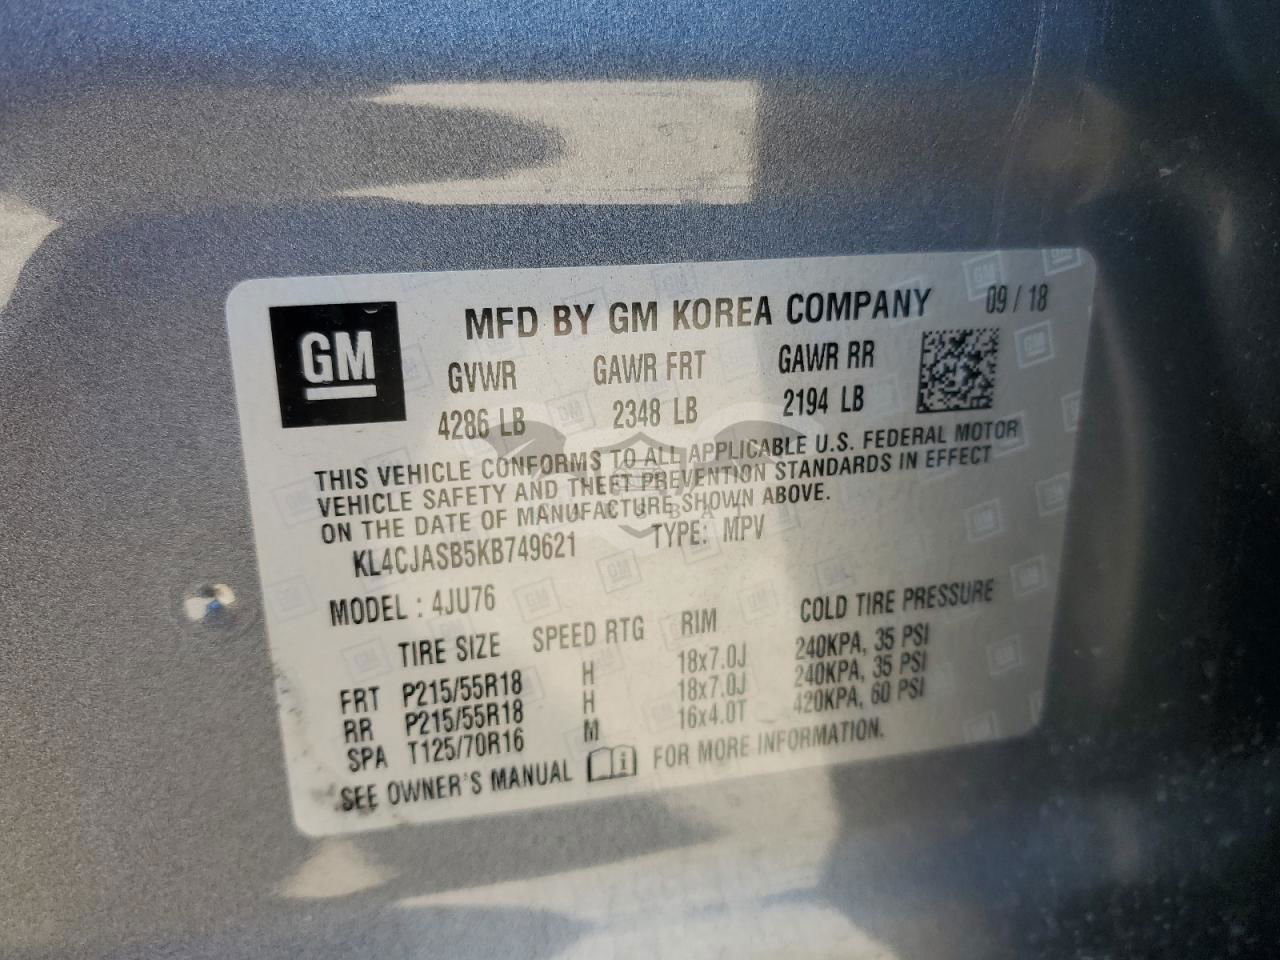 GM
MFD BY GM KOREA COMPANY 09 / 18
GVWR GAWR FRT GAWR RR
4286 LB 2348 LB 2194 LB
THIS VEHICLE CONFORMS TO ALL APPLICABLE U.S. FEDERAL MOTOR
VEHICLE SAFETY AND THEFT PREVENTION STANDARDS IN EFFECT
ON THE DATE OF MANUFACTURE SHOWN ABOVE.
KL4CJASB5KB749621 TYPE: MPV
MODEL : 4JU76
TIRE SIZE SPEED RTG RIM COLD TIRE PRESSURE
FRT P215/55R18 H 18x7.0J 240KPA, 35 PSI
RR P215/55R18 H 18x7.0J 240KPA, 35 PSI
SPA T125/70R16 M 16x4.0T 420KPA, 60 PSI
SEE OWNER'S MANUAL FOR MORE INFORMATION.